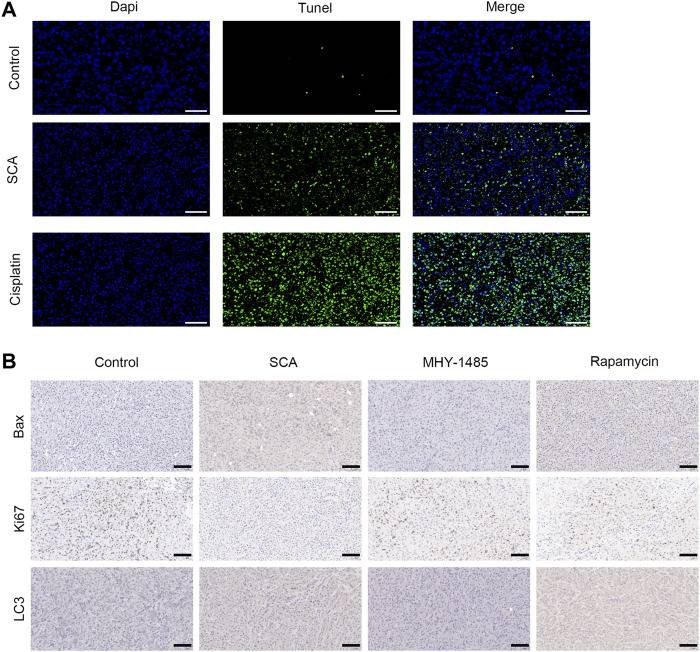 A
Dapi Tunel Merge
Control
SCA
Cisplatin
B
Control SCA MHY-1485 Rapamycin
Bax
Ki67
LC3